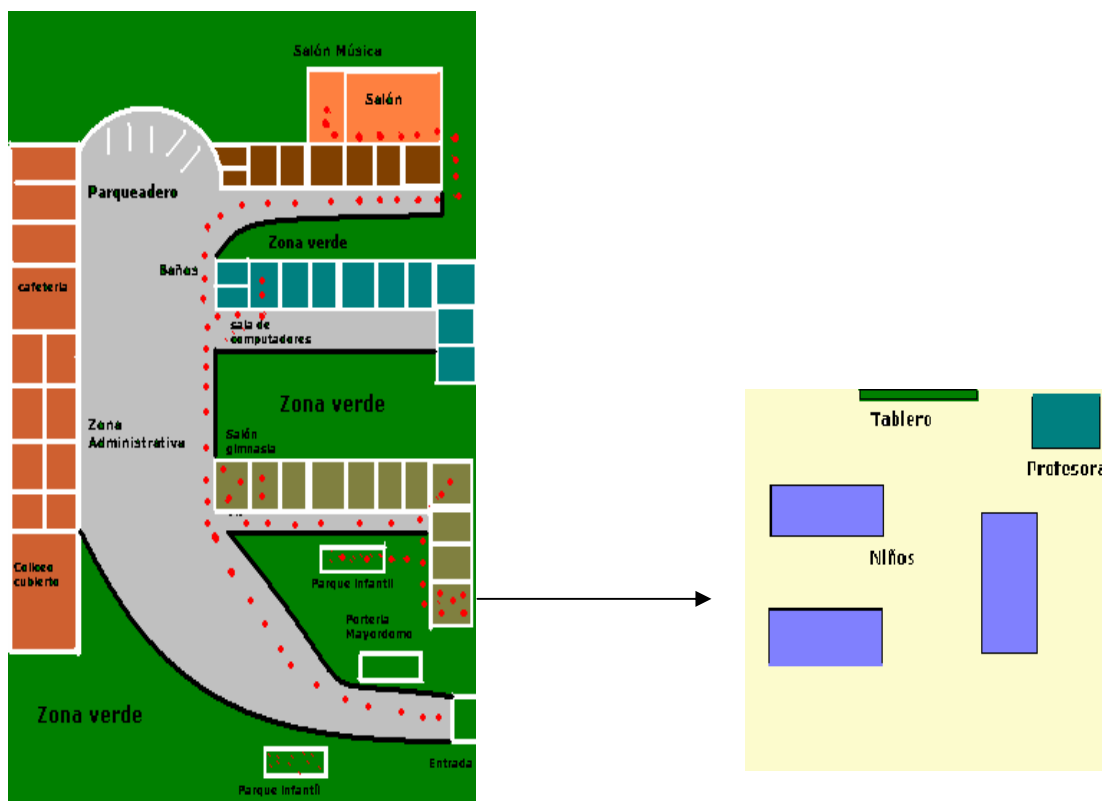 Salón Música
Salón
Parqueadero
Zona verde
Baños
cafeteria
sala de
computadores
Zona verde
Zona
Administrativa
Salón
gimnasia
Coliseo
cubierto
Parque Infantil
Porteria
Mayordomo
Zona verde
Entrada
Parque Infantil
Tablero
Profesora
Niños